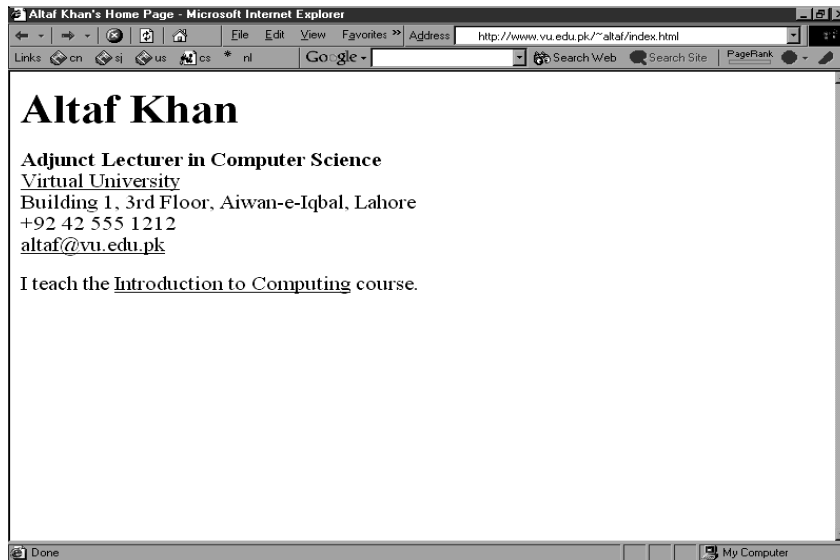 Altaf Khan's Home Page - Microsoft Internet Explorer
File Edit View Favorites » Address http://www.vu.edu.pk/~altaf/index.html
Links cn sj us cs * nl Google Search Web Search Site PageRank
Altaf Khan
Adjunct Lecturer in Computer Science
Virtual University
Building 1, 3rd Floor, Aiwan-e-Iqbal, Lahore
+92 42 555 1212
altaf@vu.edu.pk
I teach the Introduction to Computing course.
Done My Computer